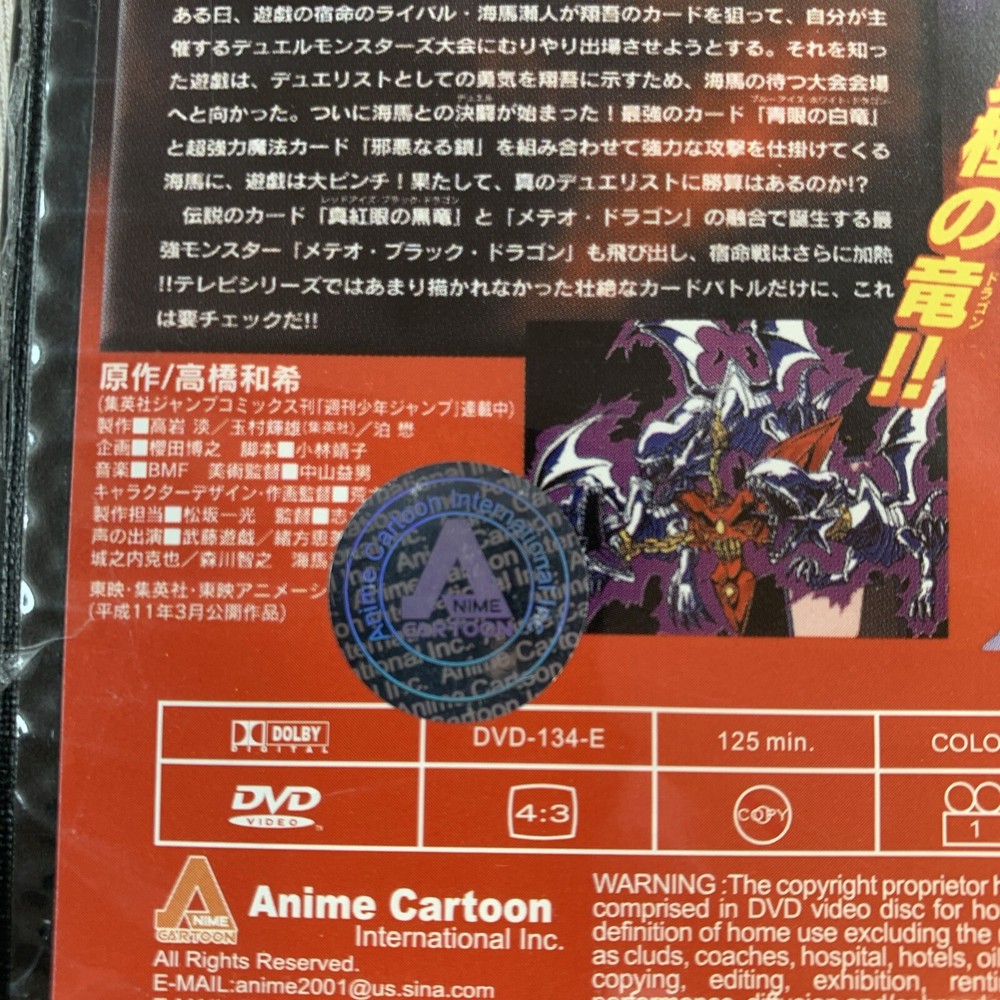 ある日、遊戯の宿命のライバル・海馬瀬人が翔吾のカードを狙って、自分が主
催するデュエルモンスターズ大会にむりやり出場させようとする。それを知っ
た遊戯は、デュエリストとしての勇気を翔吾に示すため、海馬の待つ大会会場
デュエル ブルーアイズ・ホワイト・ドラゴン
へと向かった。ついに海馬との決闘が始まった！最強のカード『青眼の白竜』
と超強力魔法カード『邪悪なる鎖』を組み合わせて強力な攻撃を仕掛けてくる
海馬に、遊戯は大ピンチ！果たして、真のデュエリストに勝算はあるのか!?
レッドアイズ・ブラック・ドラゴン
伝説のカード『真紅眼の黒竜』と『メテオ・ドラゴン』の融合で誕生する最
強モンスター『メテオ・ブラック・ドラゴン』も飛び出し、宿命戦はさらに加熱
!!テレビシリーズではあまり描かれなかった壮絶なカードバトルだけに、これ
は要チェックだ!!
極の竜!!
ドラゴン
原作/高橋和希
(集英社ジャンプコミックス刊「週刊少年ジャンプ」連載中)
製作■高岩 淡／玉村輝雄(集英社)／泊 懋
企画■櫻田博之 脚本■小林靖子
音楽■BMF 美術監督■中山益男
キャラクターデザイン・作画監督■荒
製作担当■松坂一光 監督■志
声の出演■武藤遊戯／緒方恵美
城之内克也／森川智之 海馬
東映・集英社・東映アニメーシ
(平成11年3月公開作品)
Anime Cartoon International Inc.
A NIME
CARTOON
DOLBY
DIGITAL
DVD-134-E
125 min.
COLO
DVD
VIDEO
4:3
COPY
1
A NIME
CARTOON
Anime Cartoon
International Inc.
All Rights Reserved.
E-MAIL:anime2001@us.sina.com
WARNING :The copyright proprietor h
comprised in DVD video disc for ho
definition of home use excluding the
as cluds, coaches, hospital, hotels, oil
copying, editing, exhibition, renti